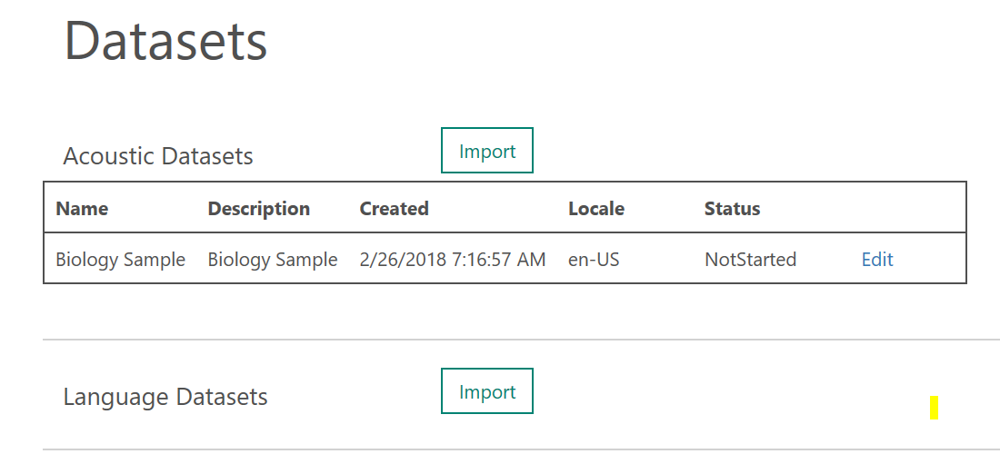 Datasets
Acoustic Datasets Import
Name Description Created Locale Status
Biology Sample Biology Sample 2/26/2018 7:16:57 AM en-US NotStarted Edit
Language Datasets Import